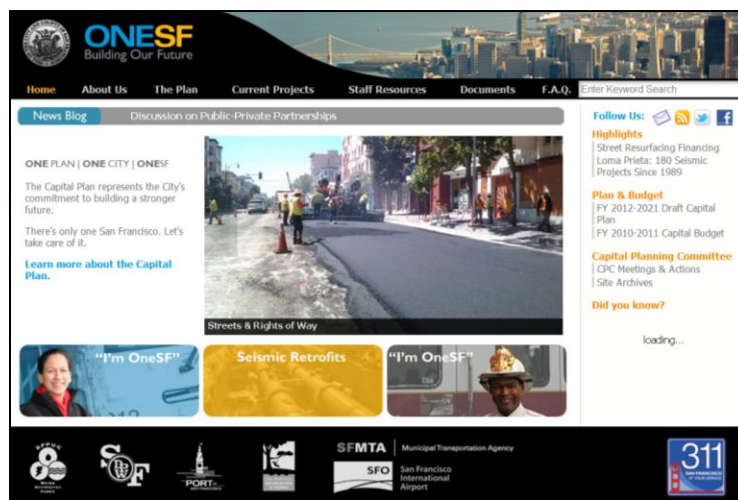 ONESF
Building Our Future
Home
About Us
The Plan
Current Projects
Staff Resources
Documents
F.A.Q.
Enter Keyword Search
News Blog
Discussion on Public-Private Partnerships
ONE PLAN | ONE CITY | ONESF
The Capital Plan represents the City's
commitment to building a stronger
future.
There's only one San Francisco. Let's
take care of it.
Learn more about the Capital
Plan.
Streets & Rights of Way
Follow Us:
Highlights
Street Resurfacing Financing
Loma Prieta: 180 Seismic
Projects Since 1989
Plan & Budget
FY 2012-2021 Draft Capital
Plan
FY 2010-2011 Capital Budget
Capital Planning Committee
CPC Meetings & Actions
Site Archives
Did you know?
loading...
"I'm OneSF"
Seismic Retrofits
"I'm OneSF"
SFPUC
PORT
SFMTA
Municipal Transportation Agency
SFO
San Francisco
International
Airport
311